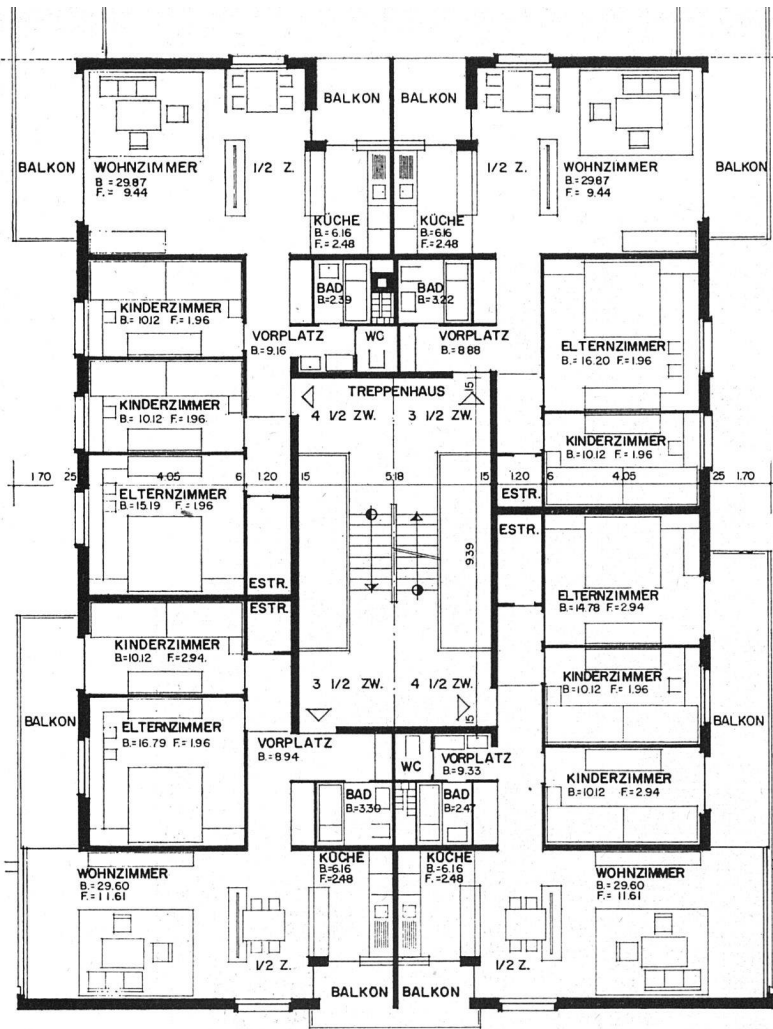 BALKON
BALKON
BALKON
WOHNZIMMER
B = 29.87
F. = 9.44
1/2 Z.
1/2 Z.
WOHNZIMMER
B = 29.87
F. = 9.44
BALKON
KÜCHE
B.= 6.16
F.= 2.48
KÜCHE
B.= 6.16
F.= 2.48
BAD
B=2.39
BAD
B=3.22
KINDERZIMMER
B.= 10.12 F.= 1.96
VORPLATZ
B.= 9.16
WC
VORPLATZ
B.= 8.88
ELTERNZIMMER
B. = 16.20 F.= 1.96
TREPPENHAUS
15
4 1/2 ZW.
3 1/2 ZW.
KINDERZIMMER
B.= 10.12 F.= 1.96
KINDERZIMMER
B.= 10.12 F.= 1.96
1.70 25 4.05 6 1.20 15 5.18 15 1.20 6 4.05 25 1.70
ELTERNZIMMER
B.= 15.19 F.= 1.96
ESTR.
ESTR.
9.39
ESTR.
ESTR.
ELTERNZIMMER
B.= 14.78 F.= 2.94
KINDERZIMMER
B.= 10.12 F.= 2.94.
KINDERZIMMER
B.= 10.12 F.= 1.96
3 1/2 ZW.
4 1/2 ZW.
15
BALKON
ELTERNZIMMER
B.= 16.79 F.= 1.96
VORPLATZ
B.= 8.94
WC
VORPLATZ
B.= 9.33
BALKON
KINDERZIMMER
B.= 10.12 F.= 2.94
BAD
B.=3.30
BAD
B.=2.47
WOHNZIMMER
B. = 29.60
F. = 11.61
KÜCHE
B.=6.16
F.=2.48
KÜCHE
B.=6.16
F.=2.48
WOHNZIMMER
B. = 29.60
F. = 11.61
1/2 Z.
1/2 Z.
BALKON
BALKON